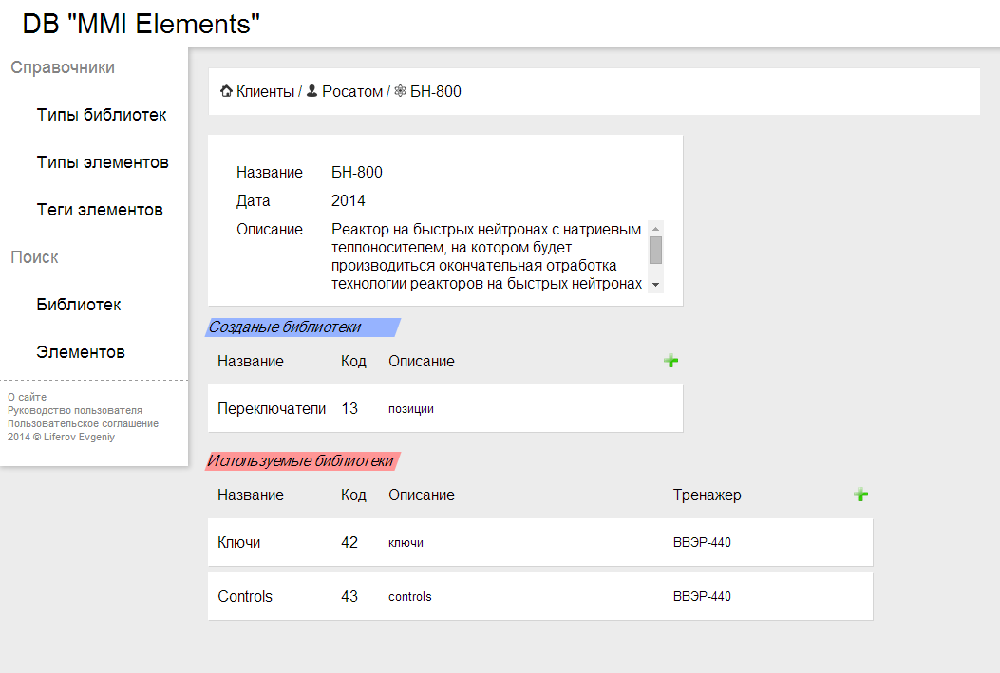 DB "MMI Elements"
Справочники
Типы библиотек
Типы элементов
Теги элементов
Поиск
Библиотек
Элементов
О сайте
Руководство пользователя
Пользовательское соглашение
2014 © Liferov Evgeniy
Клиенты / Росатом / БН-800
Название БН-800
Дата 2014
Описание Реактор на быстрых нейтронах с натриевым
теплоносителем, на котором будет
производиться окончательная отработка
технологии реакторов на быстрых нейтронах
Созданые библиотеки
Название Код Описание
Переключатели 13 позиции
Используемые библиотеки
Название Код Описание Тренажер
Ключи 42 ключи ВВЭР-440
Controls 43 controls ВВЭР-440